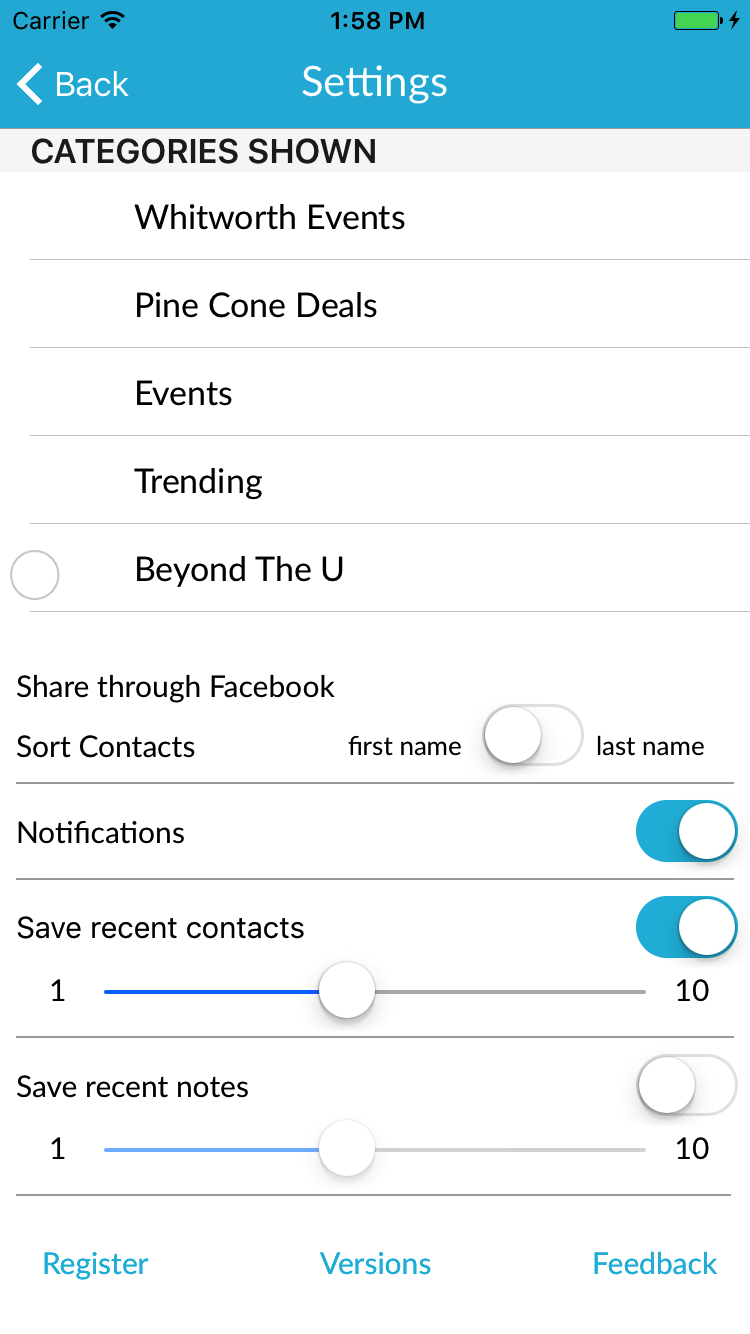 Carrier 1:58 PM
Back Settings
CATEGORIES SHOWN
Whitworth Events
Pine Cone Deals
Events
Trending
Beyond The U
Share through Facebook
Sort Contacts first name last name
Notifications
Save recent contacts
1 10
Save recent notes
1 10
Register Versions Feedback